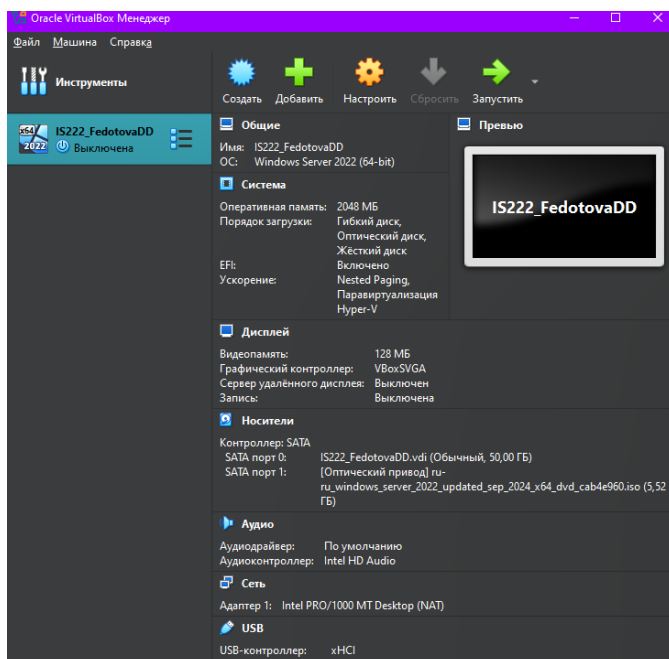 Oracle VirtualBox Менеджер
Файл Машина Справка
Инструменты
Создать Добавить Настроить Сбросить Запустить
x64
2022
IS222_FedotovaDD
Выключена
Общие
Имя: IS222_FedotovaDD
ОС: Windows Server 2022 (64-bit)
Превью
IS222_FedotovaDD
Система
Оперативная память: 2048 МБ
Порядок загрузки: Гибкий диск,
Оптический диск,
Жёсткий диск
EFI: Включено
Ускорение: Nested Paging,
Паравиртуализация
Hyper-V
Дисплей
Видеопамять: 128 МБ
Графический контроллер: VBoxSVGA
Сервер удалённого дисплея: Выключен
Запись: Выключена
Носители
Контроллер: SATA
SATA порт 0: IS222_FedotovaDD.vdi (Обычный, 50,00 ГБ)
SATA порт 1: [Оптический привод] ru-
ru_windows_server_2022_updated_sep_2024_x64_dvd_cab4e960.iso (5,52
ГБ)
Аудио
Аудиодрайвер: По умолчанию
Аудиоконтроллер: Intel HD Audio
Сеть
Адаптер 1: Intel PRO/1000 MT Desktop (NAT)
USB
USB-контроллер: xHCI